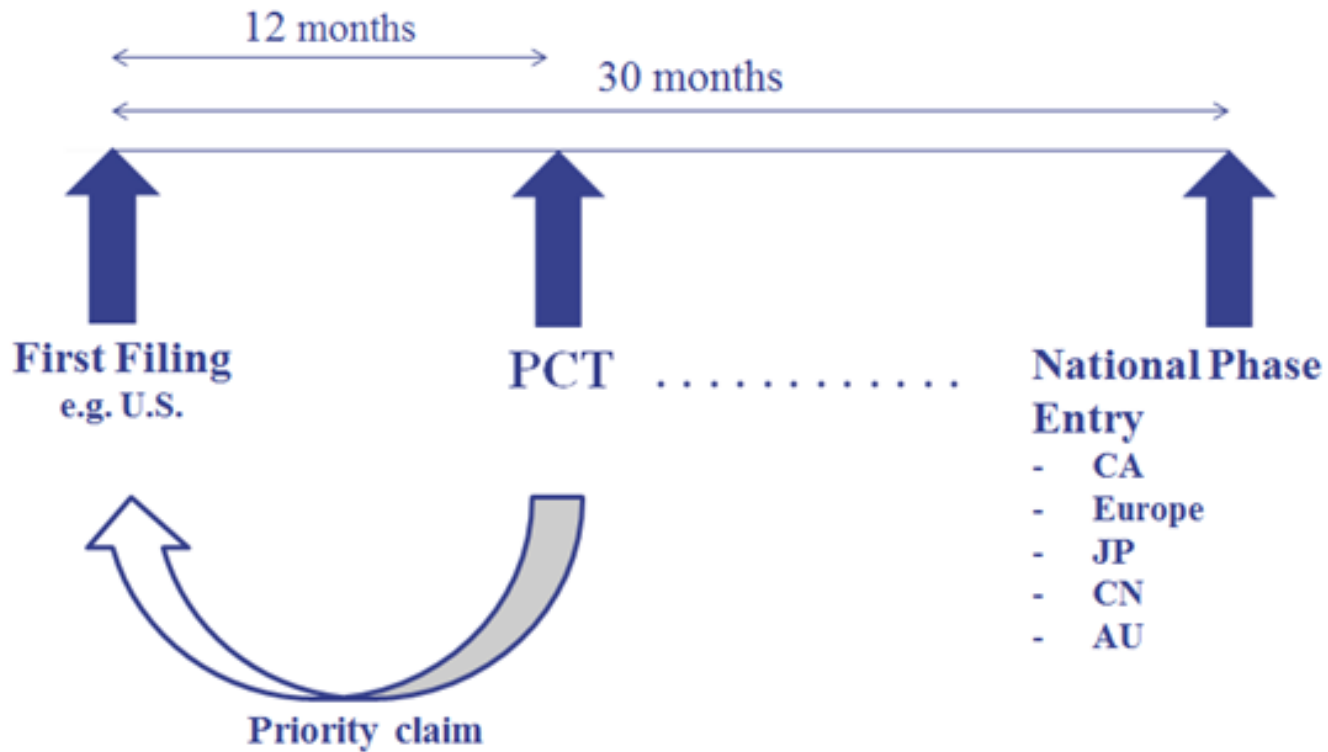 12 months
30 months
First Filing
e.g. U.S.
PCT . . . . . . . . . . . . .
National Phase
Entry
- CA
- Europe
- JP
- CN
- AU
Priority claim